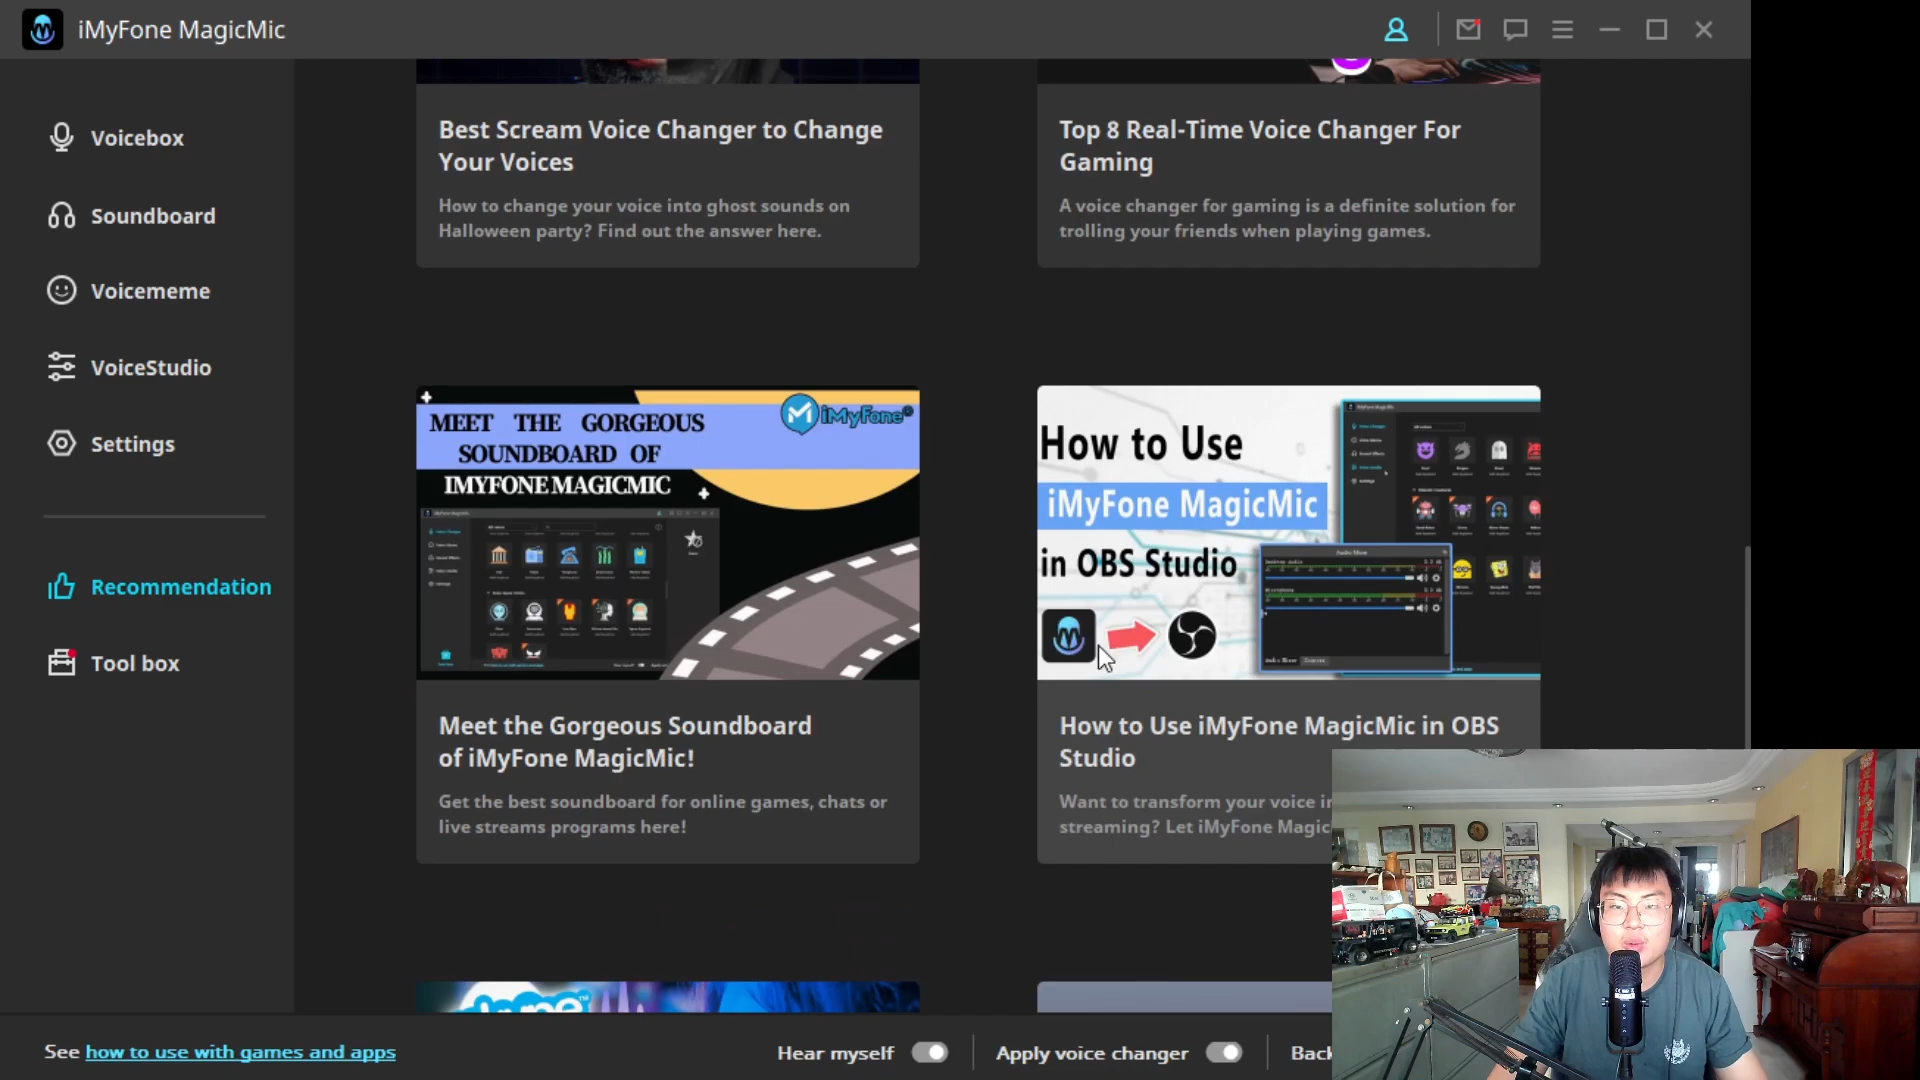 iMyFone MagicMic
Voicebox
Soundboard
Voicememe
VoiceStudio
Settings
Recommendation
Tool box
Best Scream Voice Changer to Change
Your Voices
How to change your voice into ghost sounds on
Halloween party? Find out the answer here.
Top 8 Real-Time Voice Changer For
Gaming
A voice changer for gaming is a definite solution for
trolling your friends when playing games.
MEET THE GORGEOUS
SOUNDBOARD OF
IMYFONE MAGICMIC
iMyFone
Meet the Gorgeous Soundboard
of iMyFone MagicMic!
Get the best soundboard for online games, chats or
live streams programs here!
How to Use
iMyFone MagicMic
in OBS Studio
Audio Mixer
How to Use iMyFone MagicMic in OBS
Studio
Want to transform your voice
streaming? Let iMyFone Magic
See how to use with games and apps
Hear myself
Apply voice changer